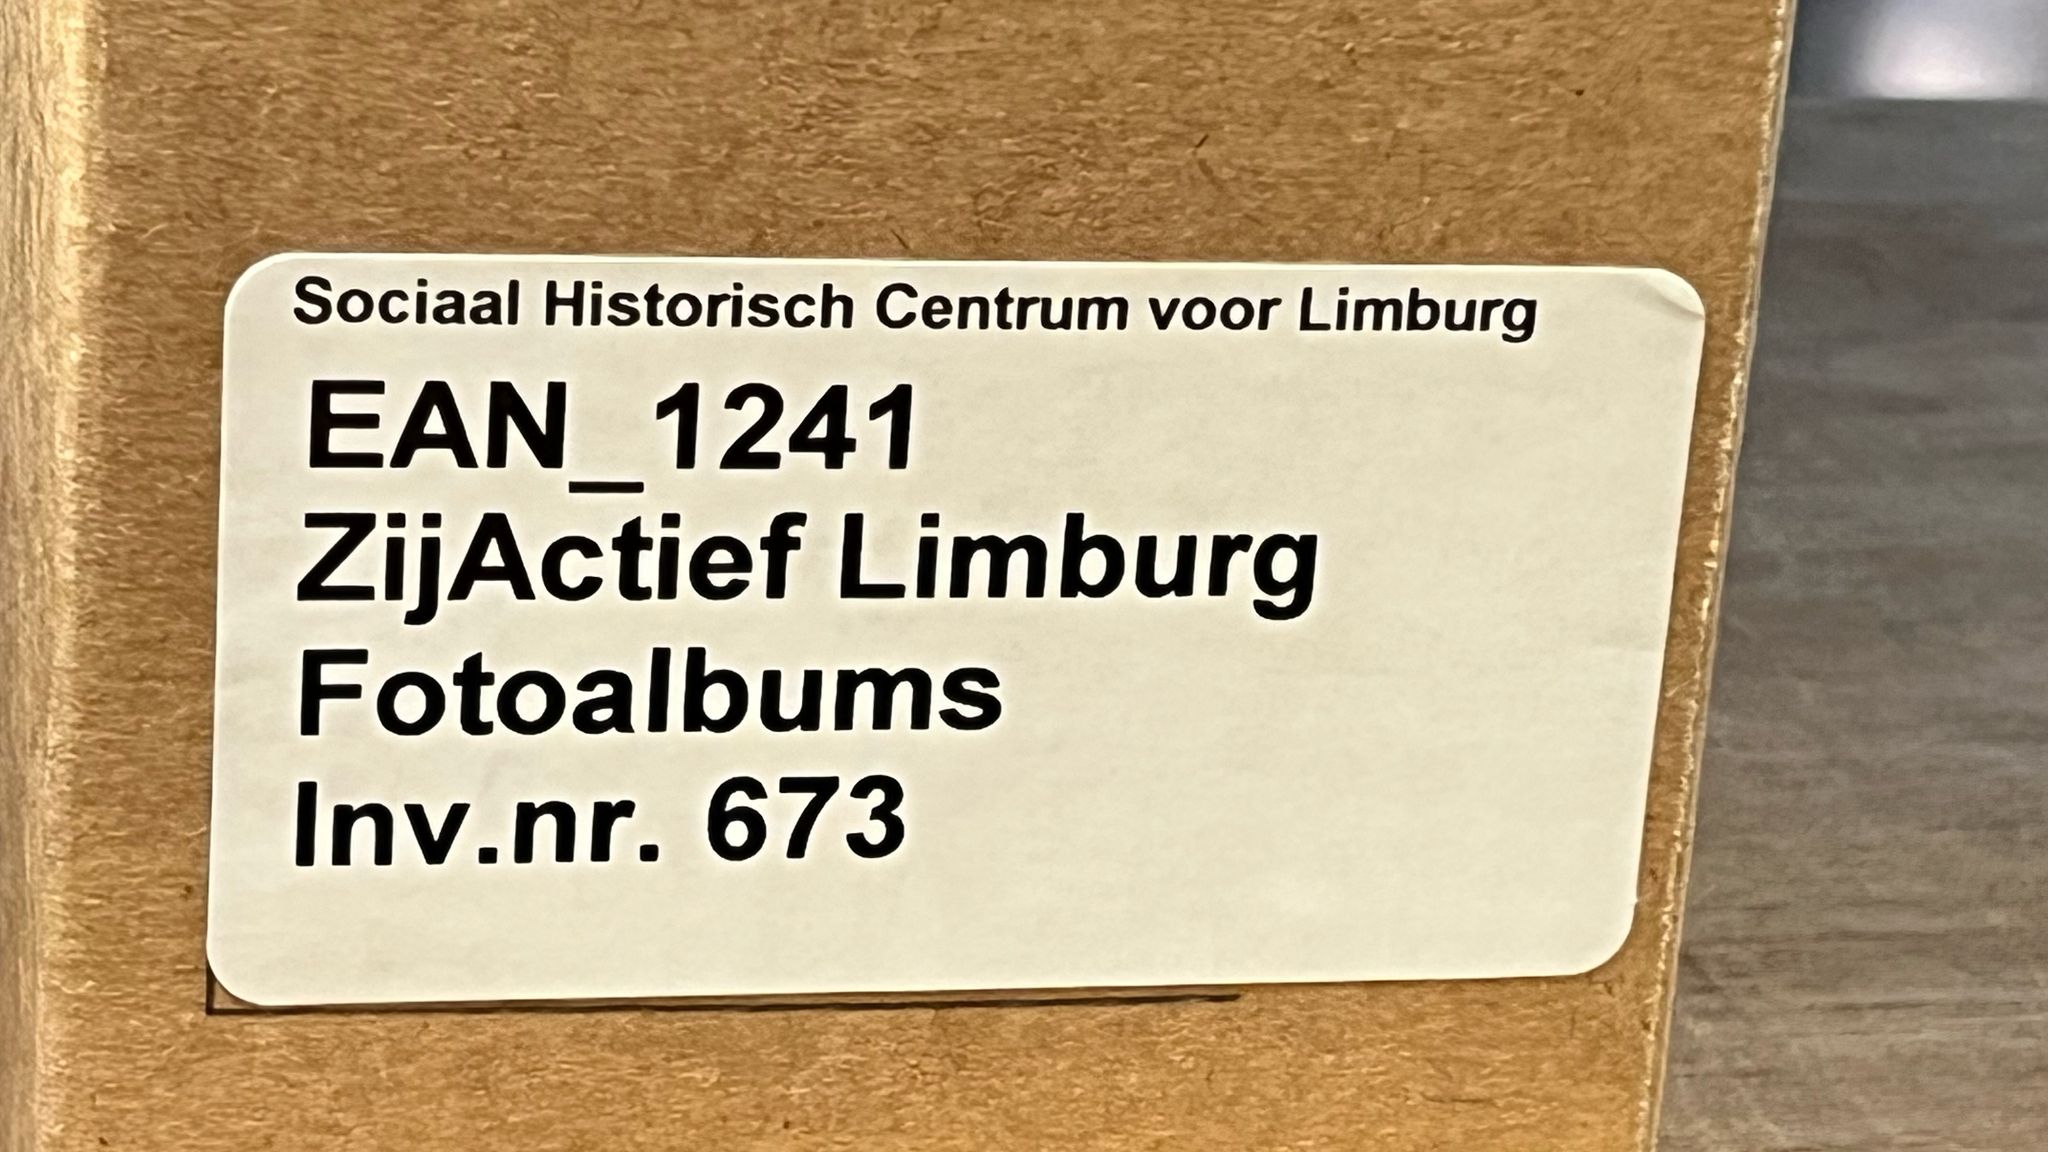 Sociaal Historisch Centrum voor Limburg
EAN_1241
ZijActief Limburg
Fotoalbums
Inv.nr. 673